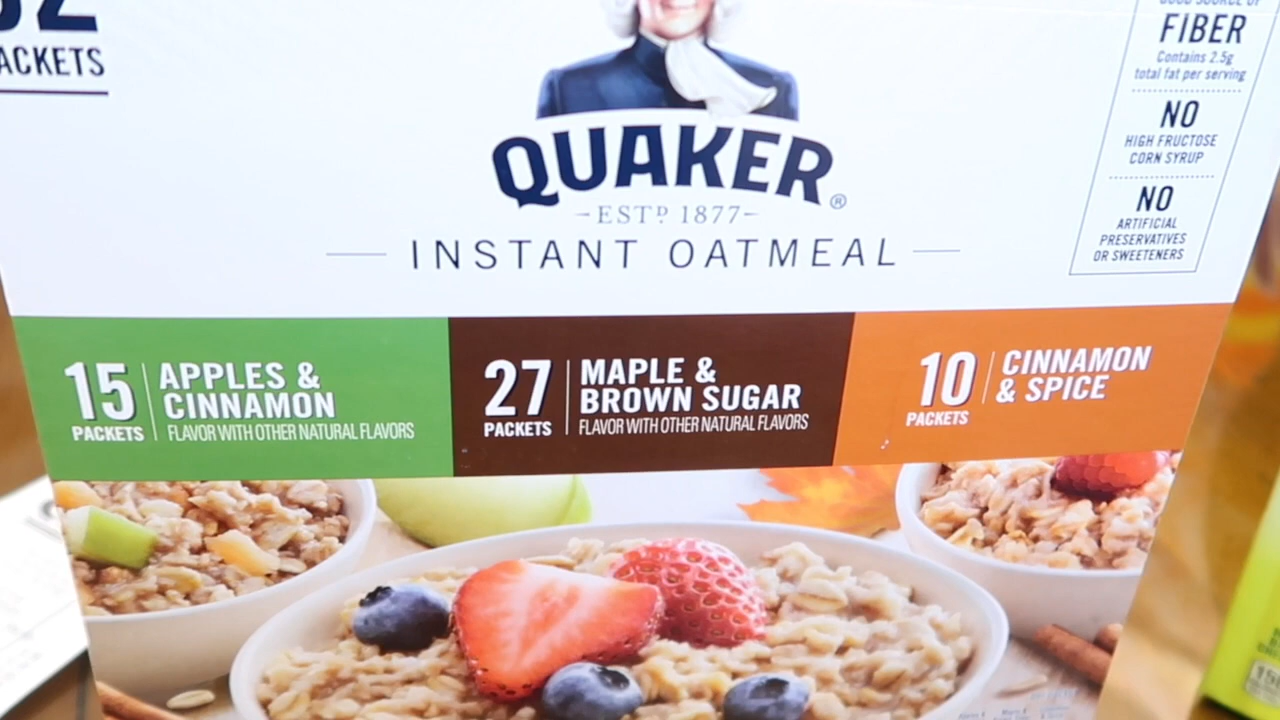 PACKETS
GOOD SOURCE OF
FIBER
Contains 2.5g
total fat per serving
NO
HIGH FRUCTOSE
CORN SYRUP
NO
ARTIFICIAL
PRESERVATIVES
OR SWEETENERS
QUAKER®
ESTD 1877
INSTANT OATMEAL
15
PACKETS
APPLES &
CINNAMON
FLAVOR WITH OTHER NATURAL FLAVORS
27
PACKETS
MAPLE &
BROWN SUGAR
FLAVOR WITH OTHER NATURAL FLAVORS
10
PACKETS
CINNAMON
& SPICE